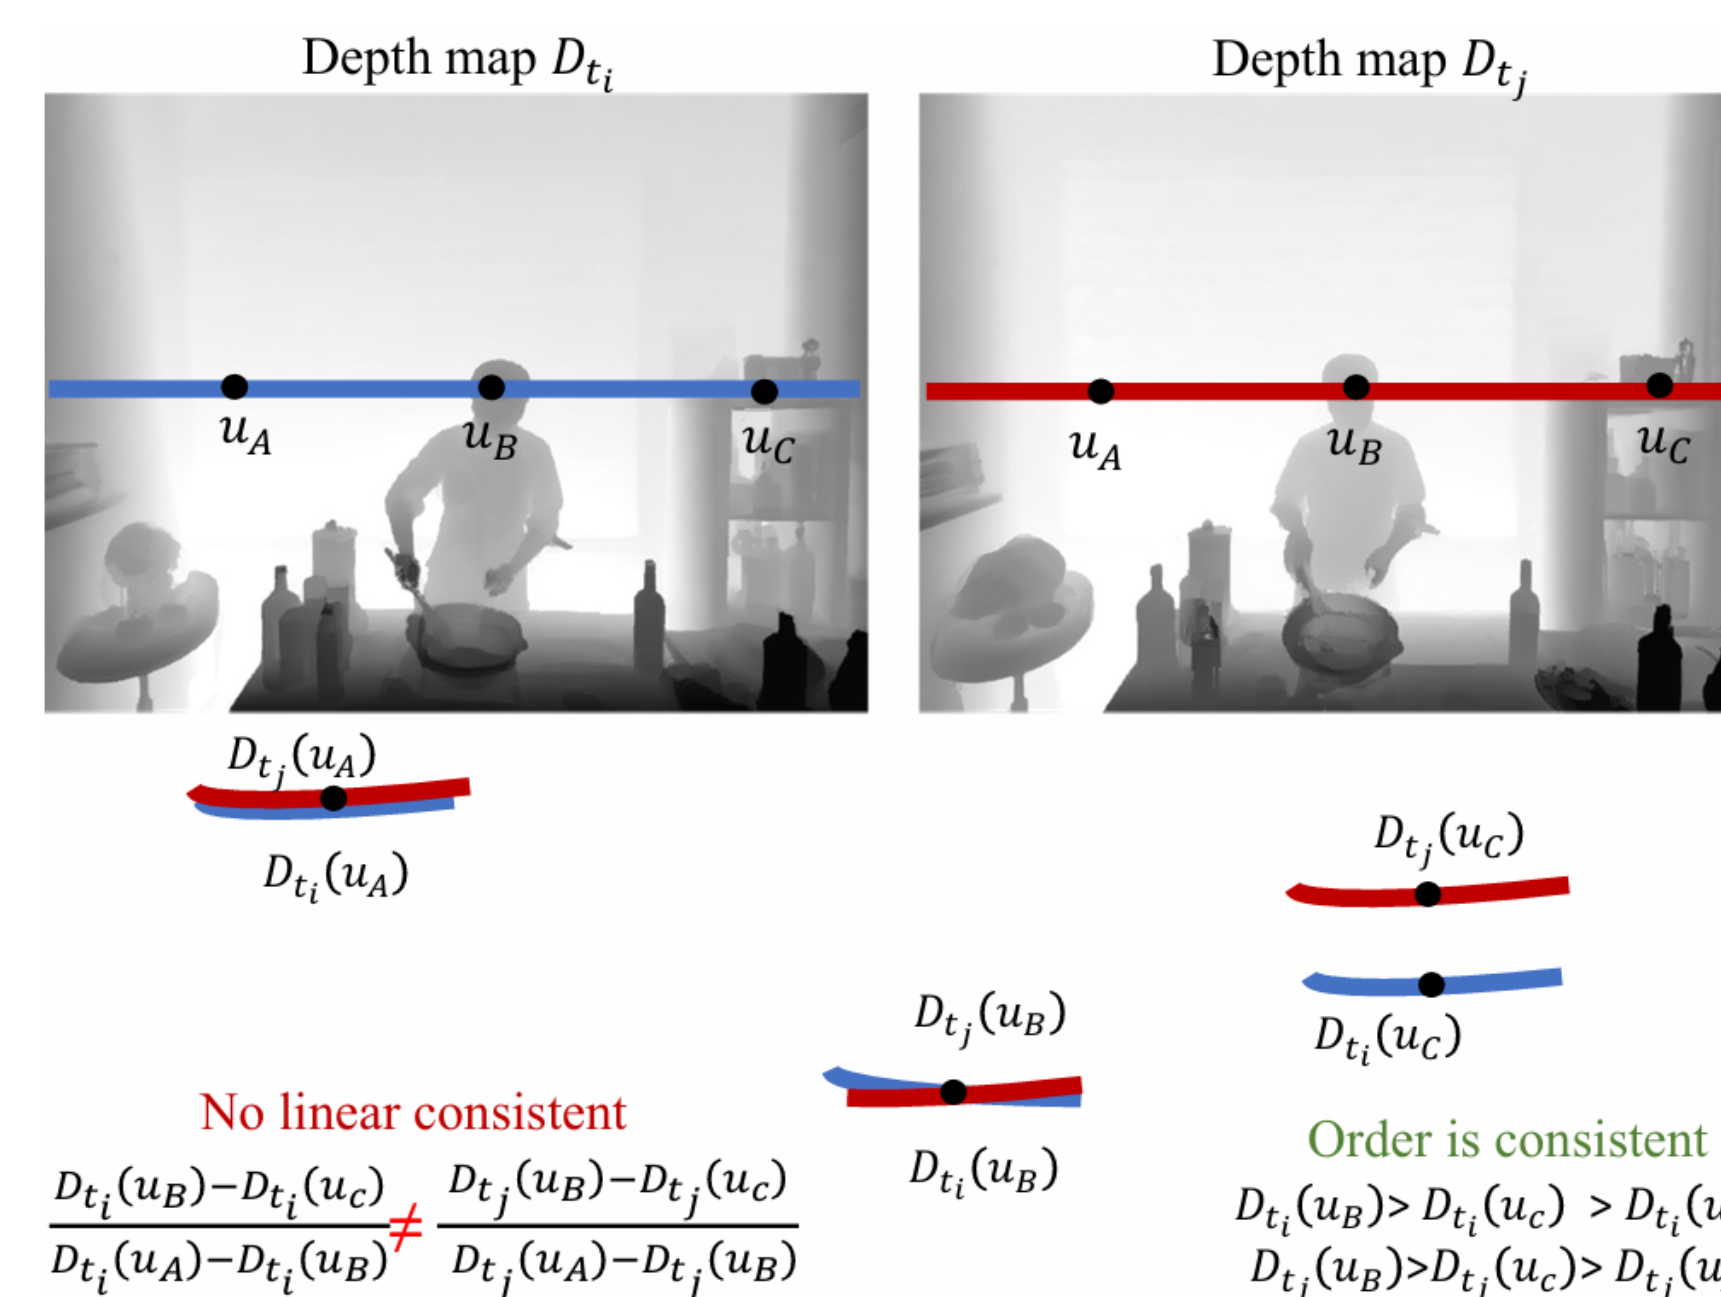 Depth map D_{t_i}
Depth map D_{t_j}
u_A
u_B
u_C
u_A
u_B
u_C
D_{t_j}(u_A)
D_{t_i}(u_A)
D_{t_j}(u_C)
D_{t_i}(u_C)
D_{t_j}(u_B)
D_{t_i}(u_B)
No linear consistent
D_{t_i}(u_B)−D_{t_i}(u_c)
D_{t_i}(u_A)−D_{t_i}(u_B)
≠
D_{t_j}(u_B)−D_{t_j}(u_c)
D_{t_j}(u_A)−D_{t_j}(u_B)
Order is consistent
D_{t_i}(u_B)> D_{t_i}(u_c) > D_{t_i}(u
D_{t_j}(u_B)>D_{t_j}(u_c)> D_{t_j}(u